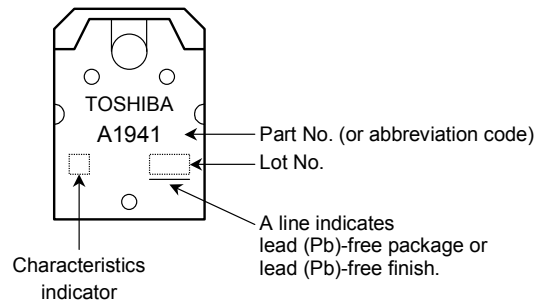 TOSHIBA
A1941
Part No. (or abbreviation code)
Lot No.
A line indicates
lead (Pb)-free package or
lead (Pb)-free finish.
Characteristics
indicator